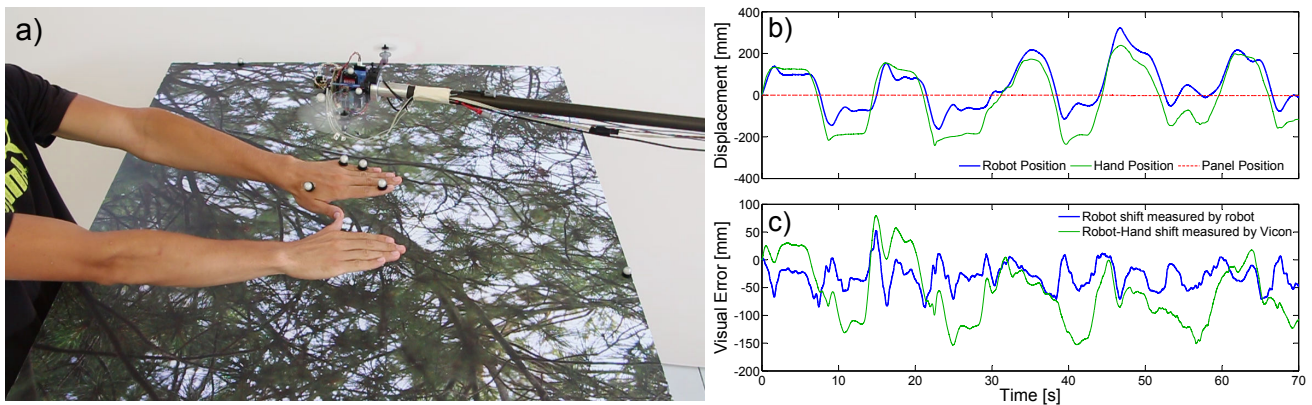 a)
b)
Displacement [mm]
400
200
0
-200
-400
Robot Position
Hand Position
Panel Position
c)
Visual Error [mm]
100
50
0
-50
-100
-150
-200
Robot shift measured by robot
Robot-Hand shift measured by Vicon
0 10 20 30 40 50 60 70
Time [s]